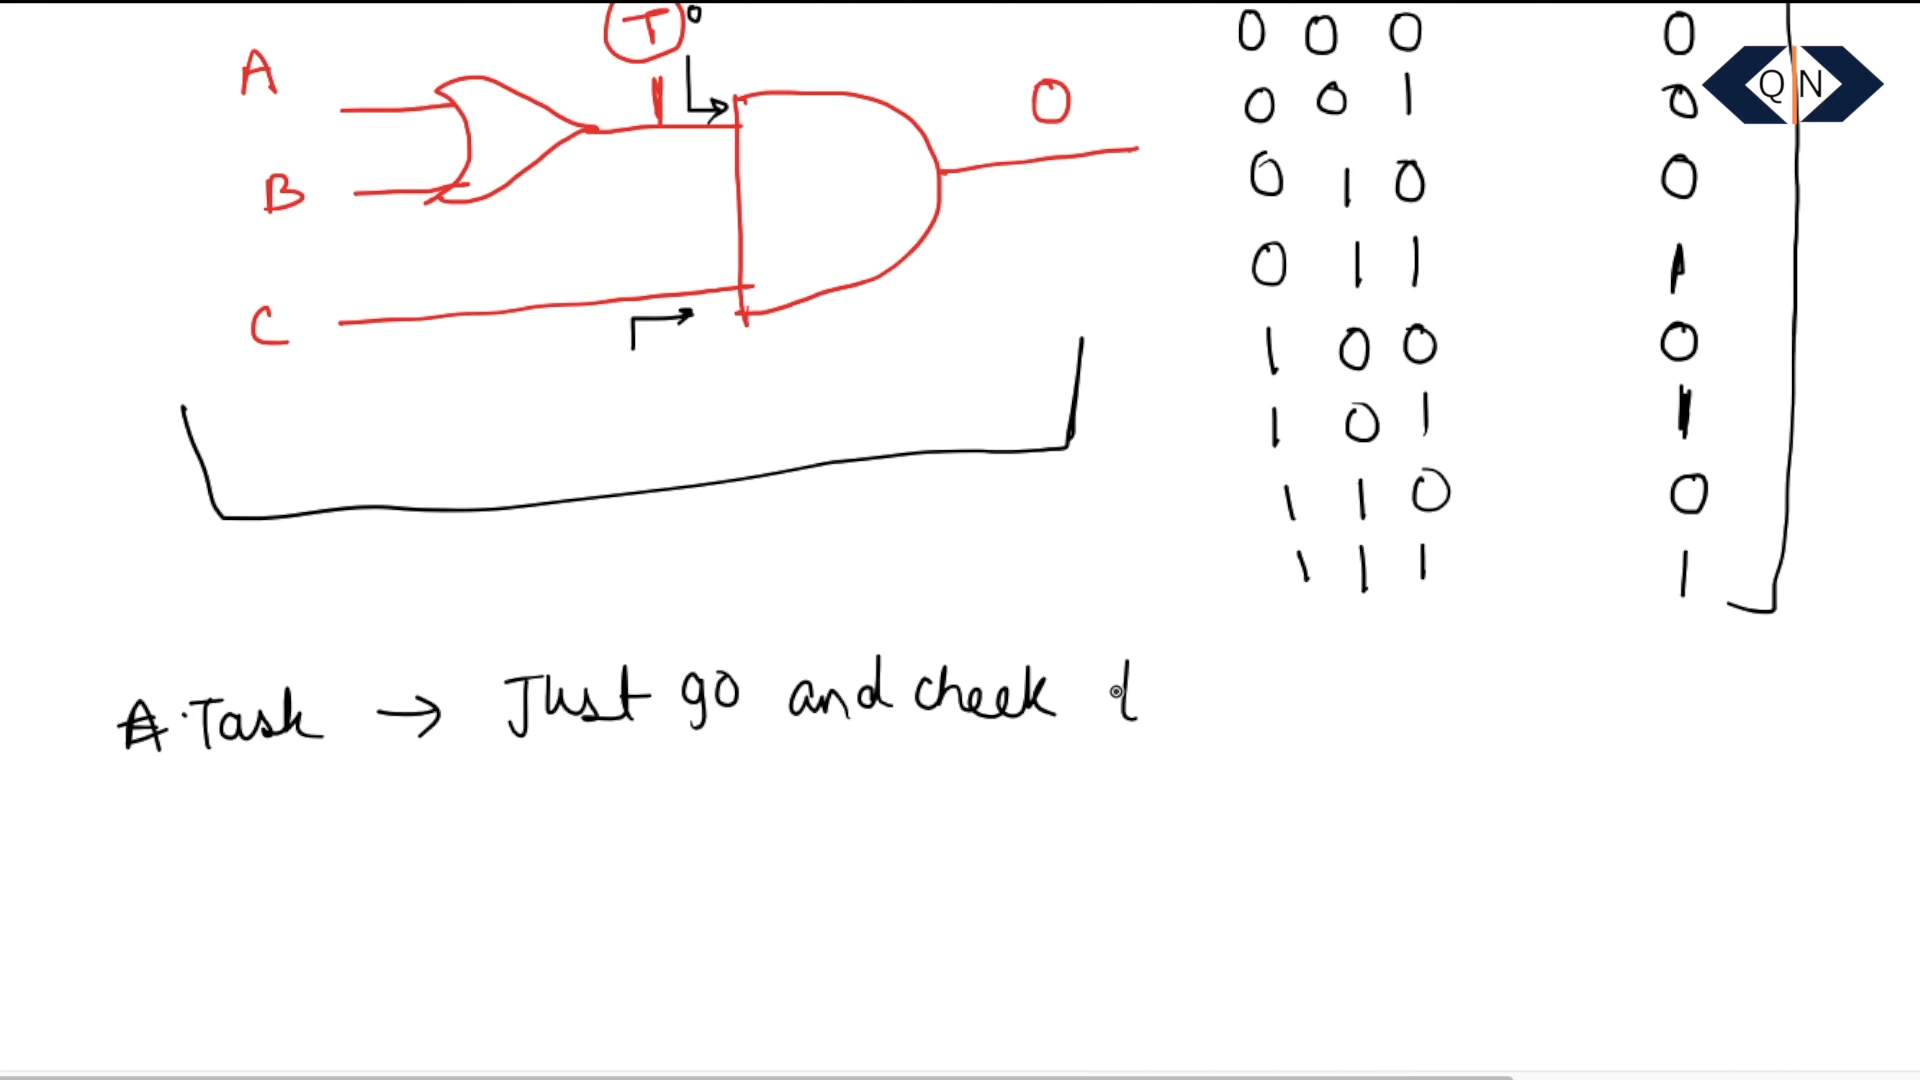 T 0
A
B
C
1
0
0 0 0 0
0 0 1 0
0 1 0 0
0 1 1 1
1 0 0 0
1 0 1 1
1 1 0 0
1 1 1 1
Q N
A. Task → Just go and check